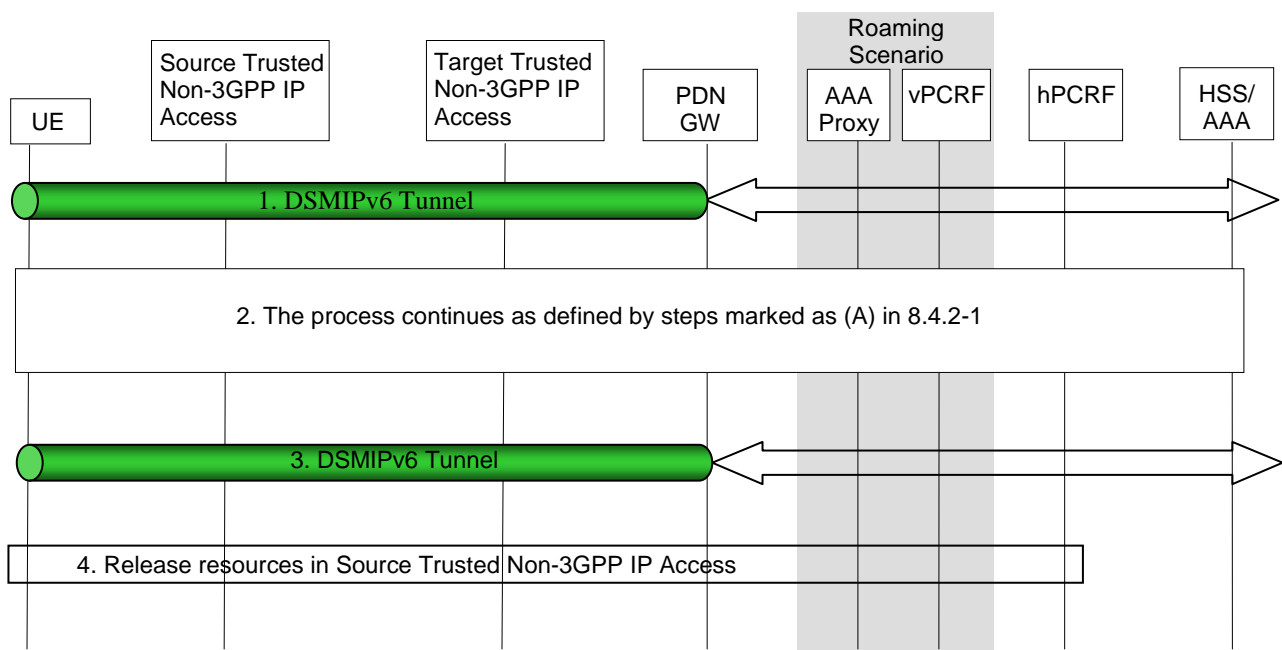 Roaming
Scenario
Source Trusted
Non-3GPP IP
Access
Target Trusted
Non-3GPP IP
Access
UE
PDN
GW
AAA
Proxy
vPCRF
hPCRF
HSS/
AAA
1. DSMIPv6 Tunnel
2. The process continues as defined by steps marked as (A) in 8.4.2-1
3. DSMIPv6 Tunnel
4. Release resources in Source Trusted Non-3GPP IP Access